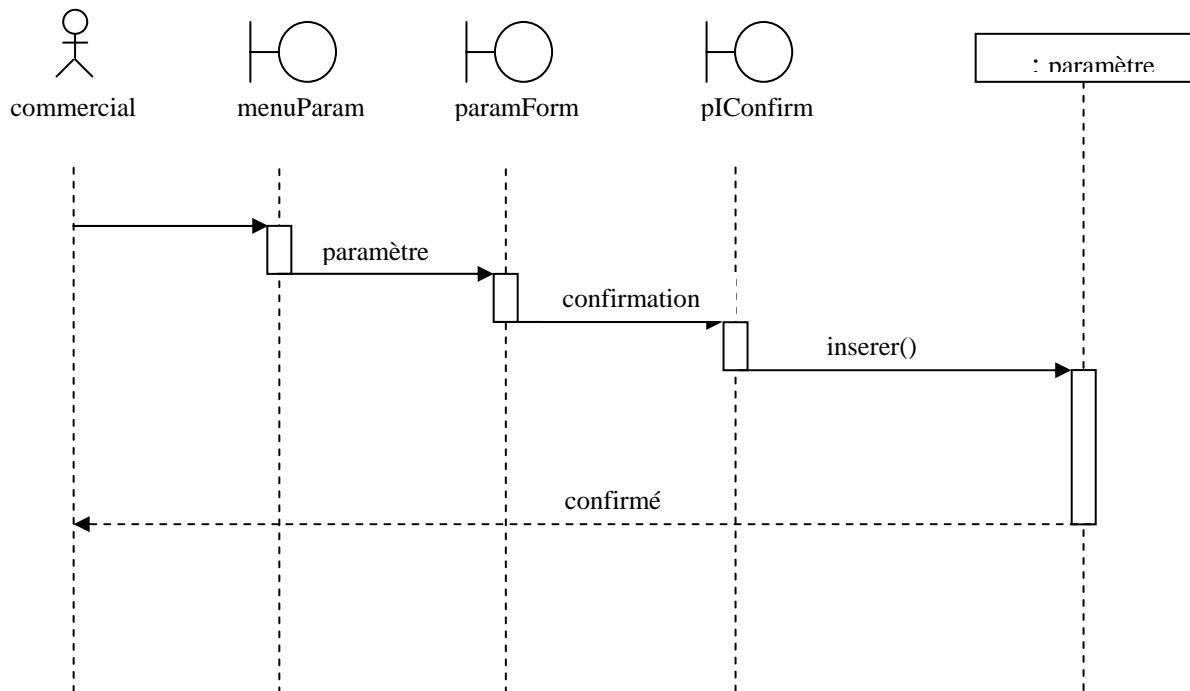 : paramètre
commercial
menuParam
paramForm
pIConfirm
paramètre
confirmation
inserer()
confirmé